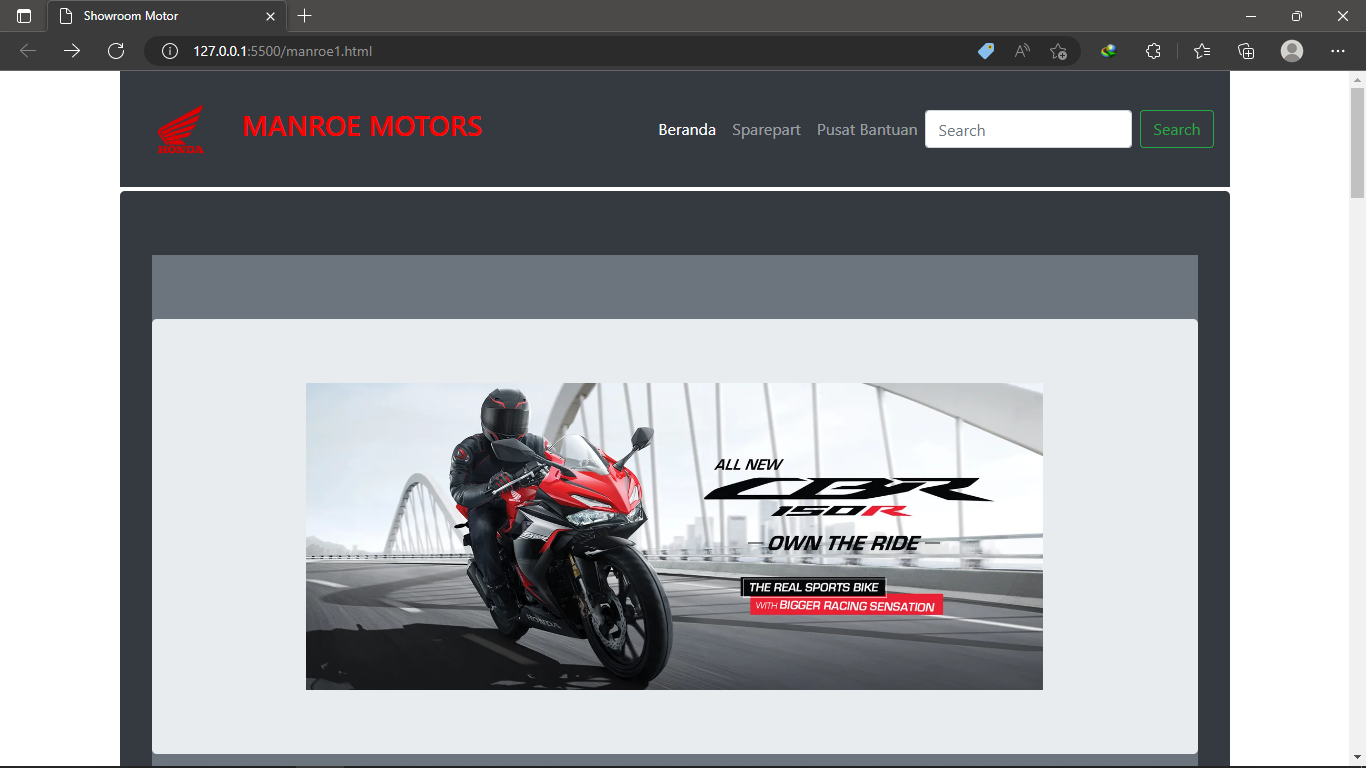 Showroom Motor
127.0.0.1:5500/manroe1.html
HONDA
MANROE MOTORS
Beranda
Sparepart
Pusat Bantuan
Search
Search
ALL NEW
CBR
150R
OWN THE RIDE
THE REAL SPORTS BIKE
WITH BIGGER RACING SENSATION
HONDA